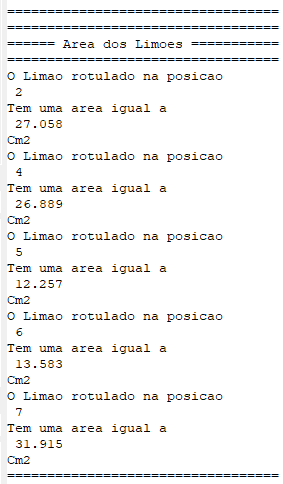 ==================================
==================================
====== Area dos Limoes ===========
==================================
O Limao rotulado na posicao
2
Tem uma area igual a
27.058
Cm2
O Limao rotulado na posicao
4
Tem uma area igual a
26.889
Cm2
O Limao rotulado na posicao
5
Tem uma area igual a
12.257
Cm2
O Limao rotulado na posicao
6
Tem uma area igual a
13.583
Cm2
O Limao rotulado na posicao
7
Tem uma area igual a
31.915
Cm2
==================================